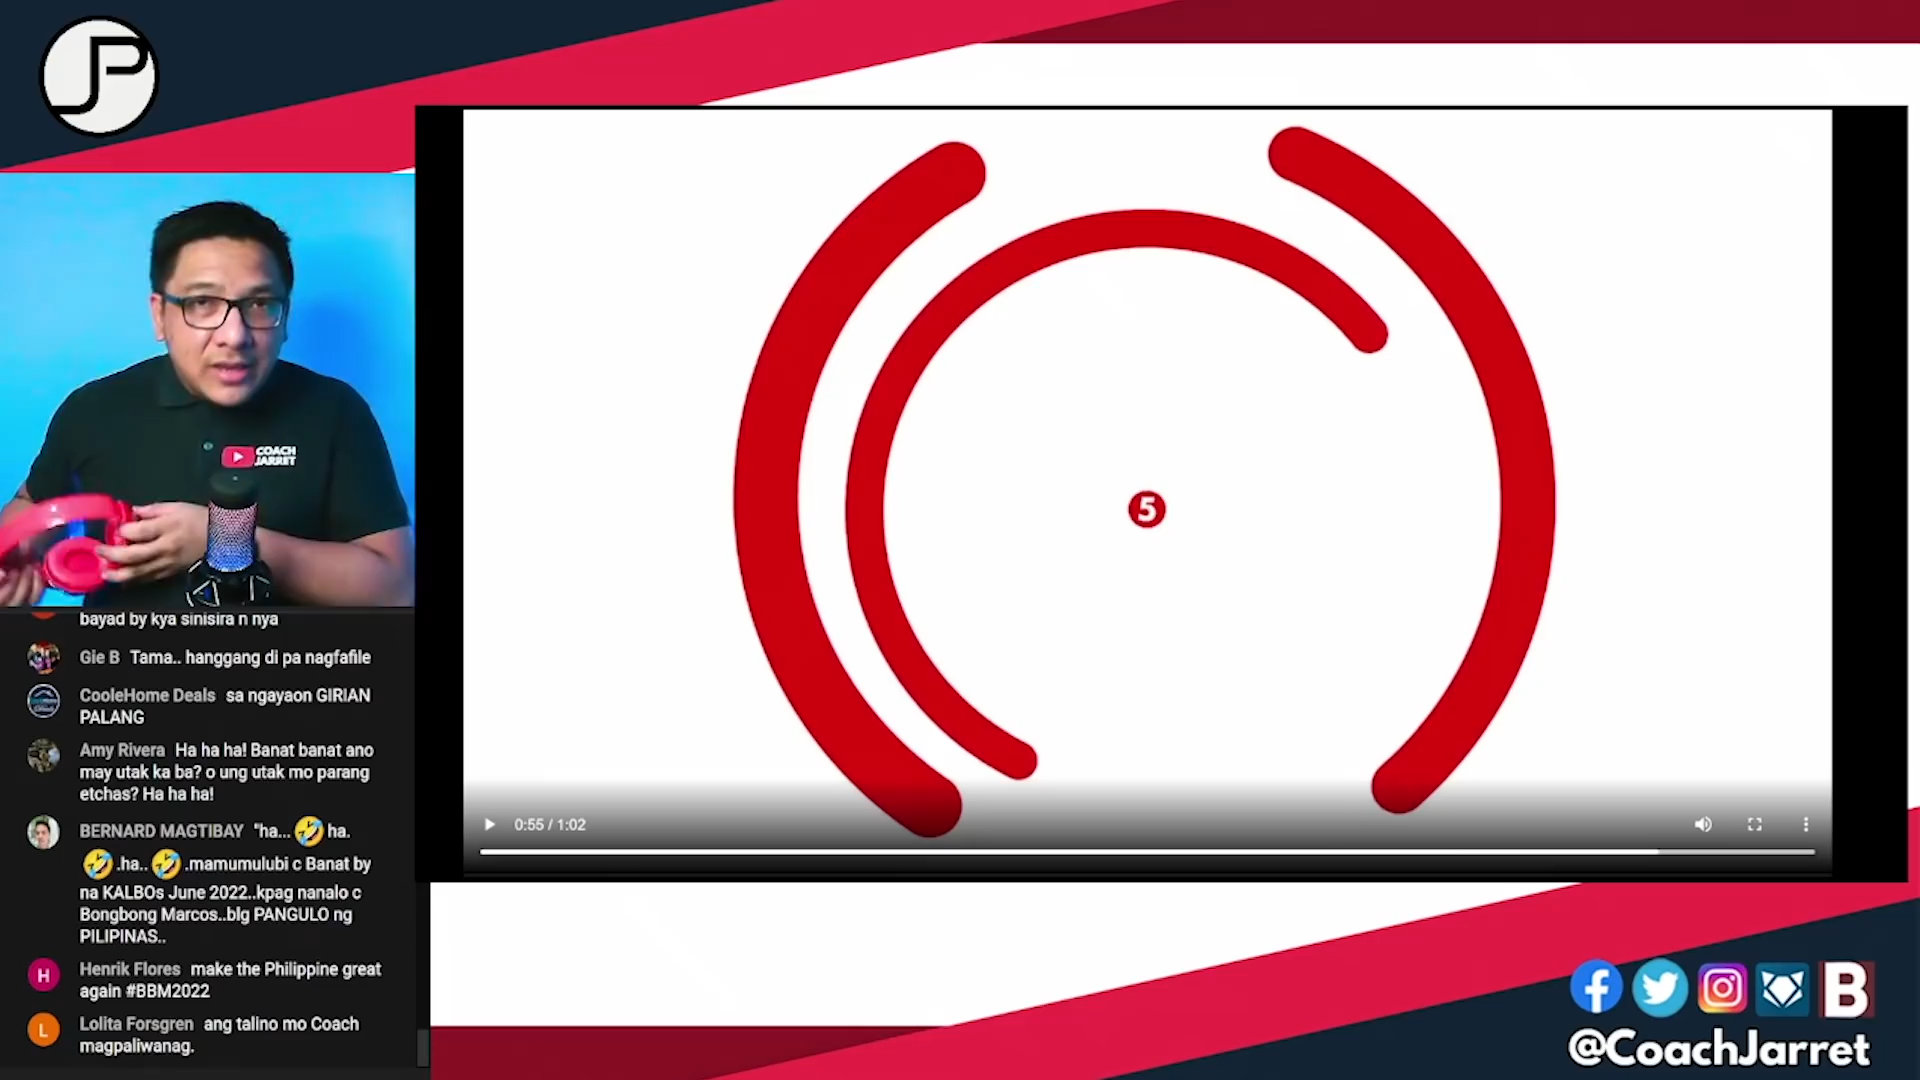 JP
COACH
JARRET
5
0:55 / 1:02
bayad by kya sinisira n nya
Gie B Tama.. hanggang di pa nagfafile
CooleHome Deals sa ngayaon GIRIAN
PALANG
Amy Rivera Ha ha ha! Banat banat ano
may utak ka ba? o ung utak mo parang
etchas? Ha ha ha!
BERNARD MAGTIBAY "ha...🤣ha.
🤣.ha..🤣.mamumulubi c Banat by
na KALBOs June 2022..kpag nanalo c
Bongbong Marcos..blg PANGULO ng
PILIPINAS..
H
Henrik Flores make the Philippine great
again #BBM2022
L
Lolita Forsgren ang talino mo Coach
magpaliwanag.
B
@CoachJarret